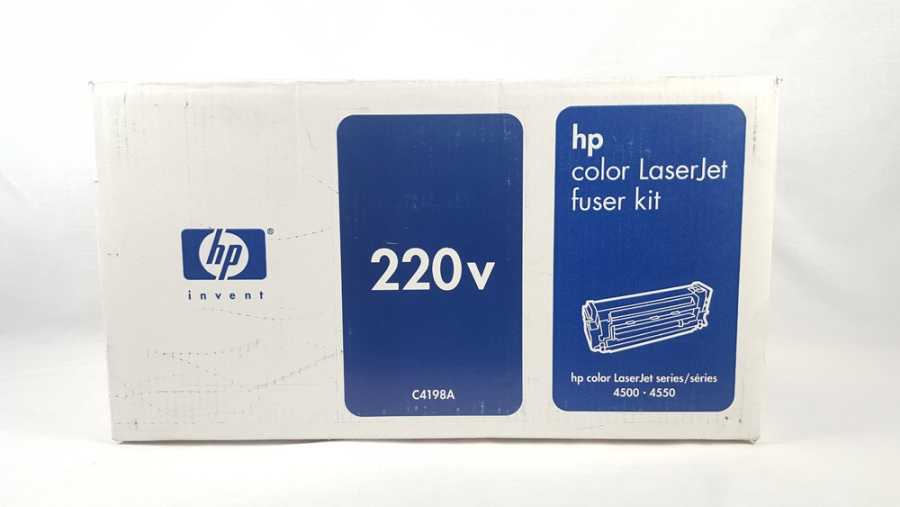 hp®
invent
220v
C4198A
hp
color LaserJet
fuser kit
hp color LaserJet series/séries
4500 · 4550